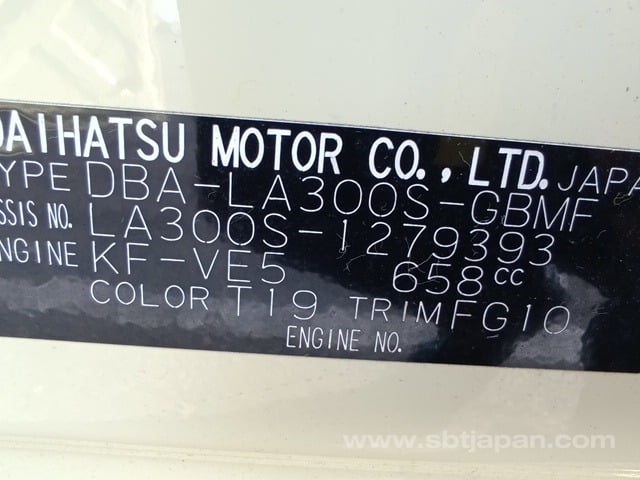 DAIHATSU MOTOR CO., LTD. JAPA
YPE DBA-LA300S-GBMF
SSIS NO. LA300S-1279393
NGINE KF-VE5 658cc
COLOR T19 TRIM FG10
ENGINE NO.
www.sbtjapan.com